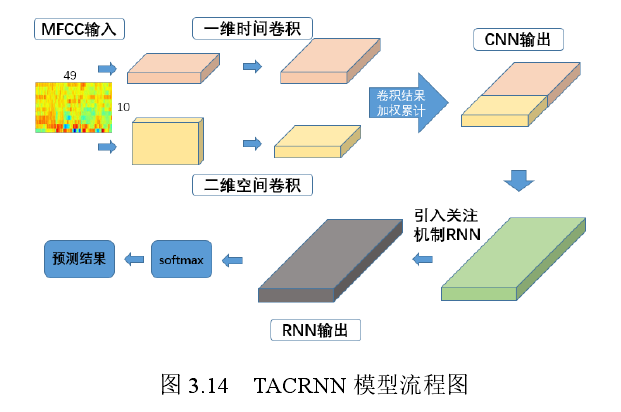 MFCC输入
一维时间卷积
CNN输出
49
10
卷积结果
加权累计
二维空间卷积
引入关注
机制RNN
预测结果
softmax
RNN输出
图 3.14 TACRNN 模型流程图